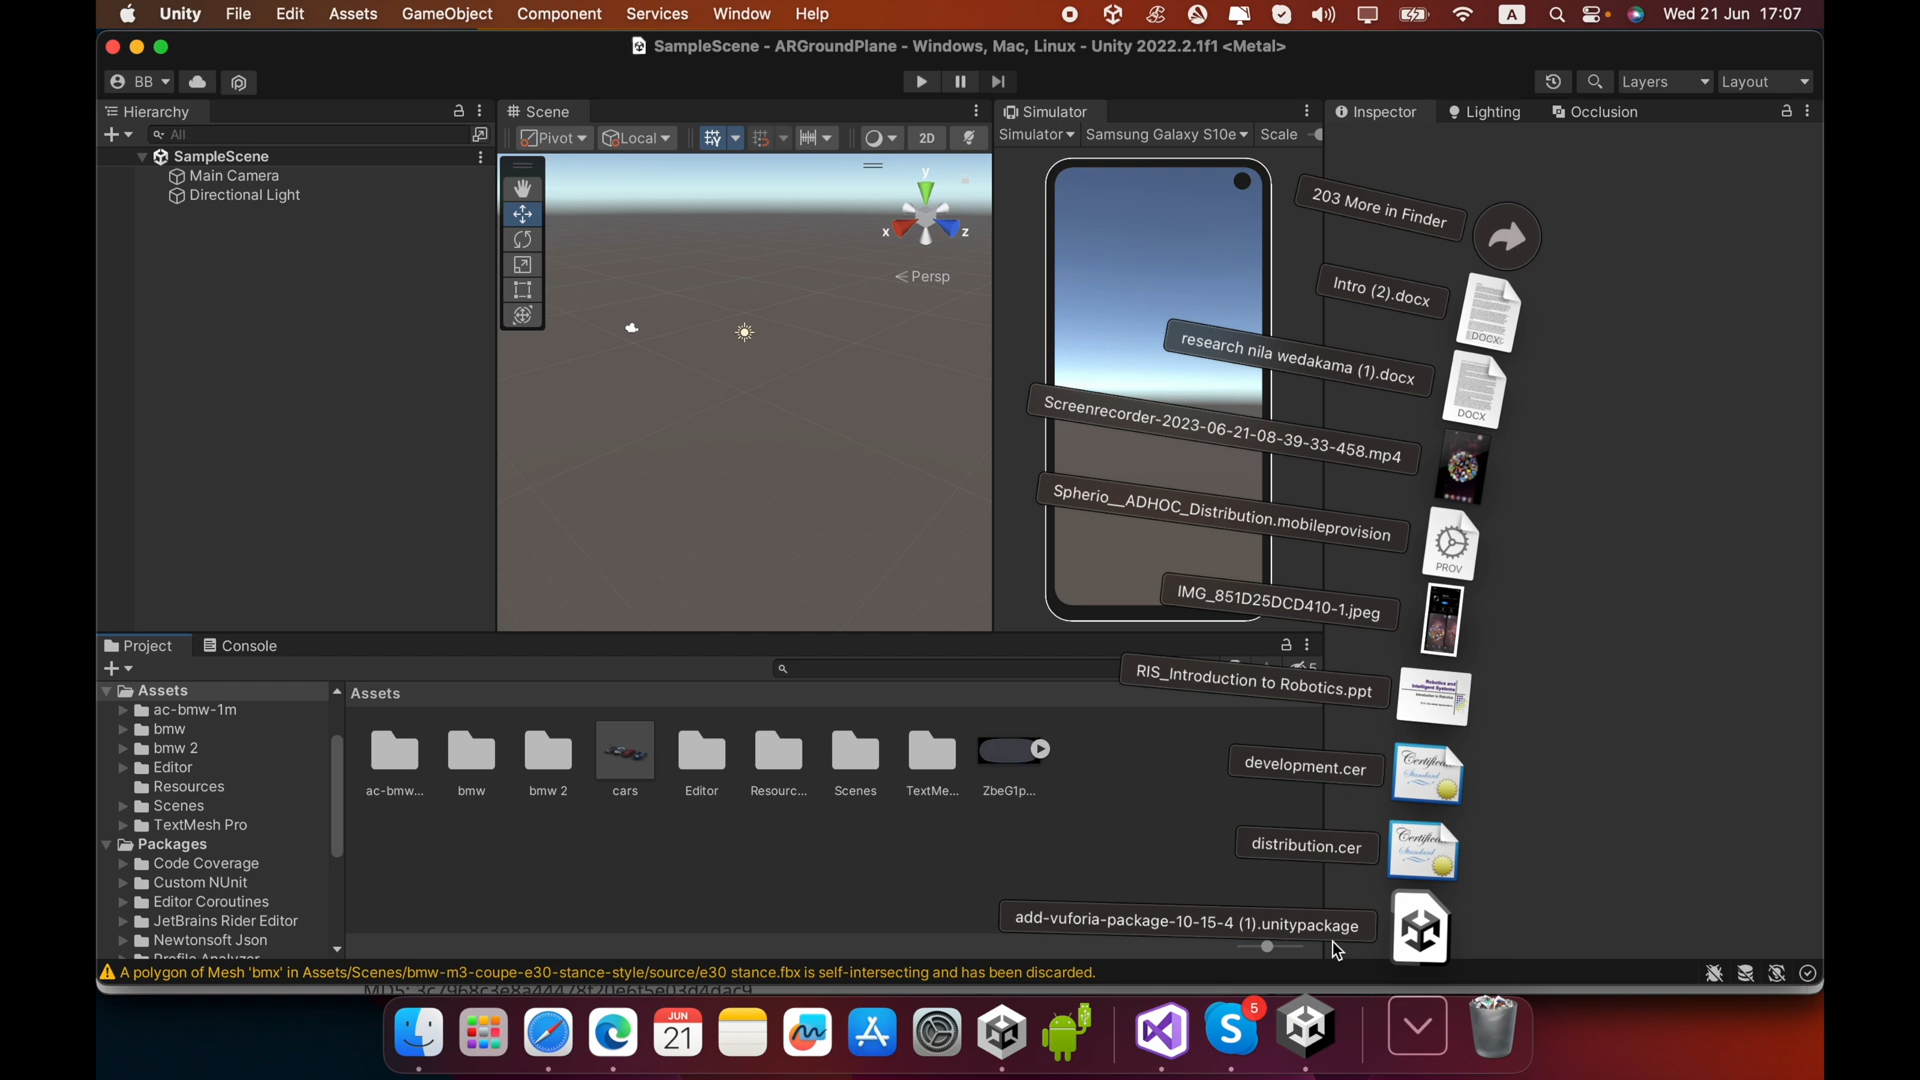 Unity File Edit Assets GameObject Component Services Window Help A Wed 21 Jun 17:07
SampleScene - ARGroundPlane - Windows, Mac, Linux - Unity 2022.2.1f1 <Metal>
BB Layers Layout
Hierarchy
All
SampleScene
Main Camera
Directional Light
Scene
Pivot Local 2D
y
x z
Persp
Simulator
Simulator Samsung Galaxy S10e Scale
Inspector Lighting Occlusion
203 More in Finder
Intro (2).docx
DOCX
research nila wedakama (1).docx
DOCX
Screenrecorder-2023-06-21-08-39-33-458.mp4
Spherio__ADHOC_Distribution.mobileprovision
PROV
IMG_851D25DCD410-1.jpeg
RIS_Introduction to Robotics.ppt
development.cer
distribution.cer
add-vuforia-package-10-15-4 (1).unitypackage
Project Console
5
Assets
ac-bmw-1m
bmw
bmw 2
Editor
Resources
Scenes
TextMesh Pro
Packages
Code Coverage
Custom NUnit
Editor Coroutines
JetBrains Rider Editor
Newtonsoft Json
Profile Analyzer
Assets
ac-bmw... bmw bmw 2 cars Editor Resourc... Scenes TextMe... ZbeG1p...
A polygon of Mesh 'bmx' in Assets/Scenes/bmw-m3-coupe-e30-stance-style/source/e30 stance.fbx is self-intersecting and has been discarded.
JUN
21
S
5